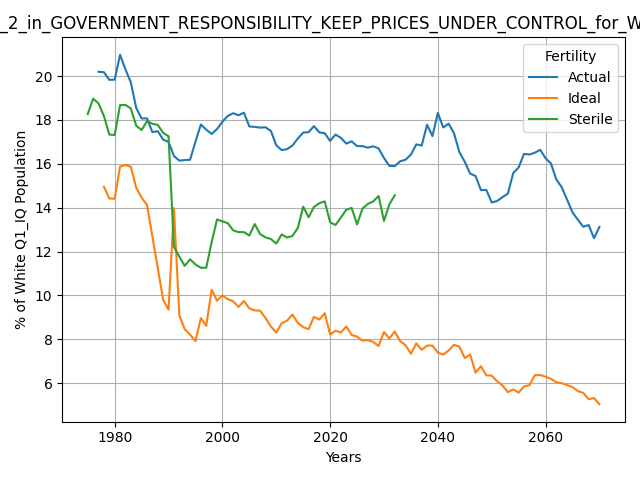 _2_in_GOVERNMENT_RESPONSIBILITY_KEEP_PRICES_UNDER_CONTROL_for_W
Fertility
Actual
Ideal
Sterile
% of White Q1_IQ Population
20
18
16
14
12
10
8
6
1980
2000
2020
2040
2060
Years